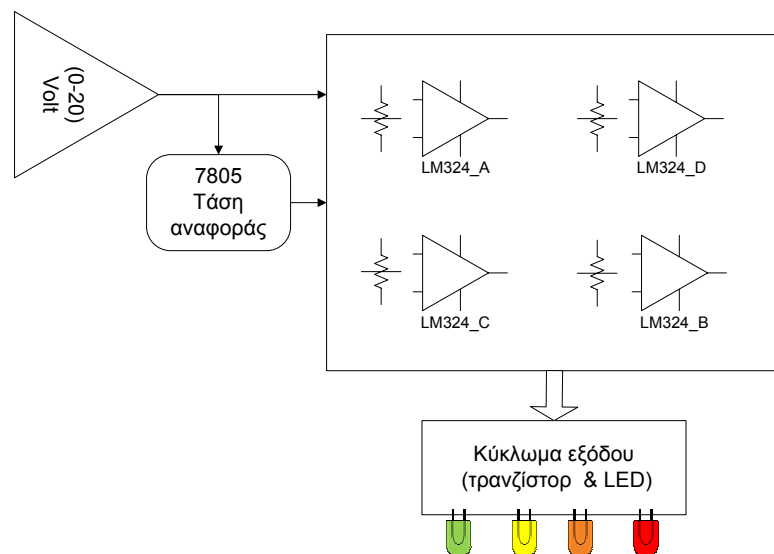 (0-20)
Volt
7805
Τάση
αναφοράς
LM324_A
LM324_D
LM324_C
LM324_B
Κύκλωμα εξόδου
(τρανζίστορ & LED)